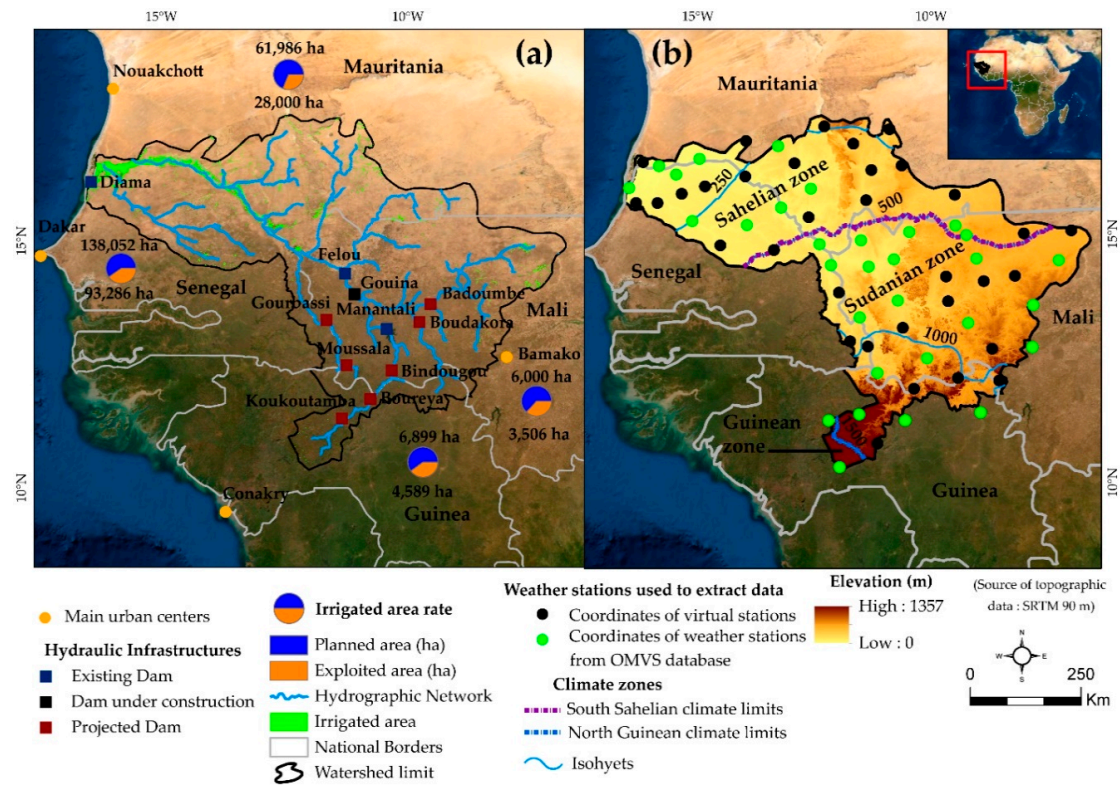 15°W
10°W
15°W
10°W
61,986 ha
(a)
Nouakchott
Mauritania
28,000 ha
Diama
Dakar
15°N
138,052 ha
Felou
93,286 ha
Gouina
Senegal
Badoumbe
Gourbassi
Manantali
Mali
Boudakora
Moussala
Bamako
Bindougou
6,000 ha
Koukoutamba
Boureya
6,899 ha
3,506 ha
10°N
Conakry
4,589 ha
Guinea
(b)
Mauritania
250
Sahelian zone
500
15°N
Senegal
Sudanian zone
Mali
1000
Guinean
zone
10°N
Guinea
Main urban centers
Hydraulic Infrastructures
Existing Dam
Dam under construction
Projected Dam
Irrigated area rate
Planned area (ha)
Exploited area (ha)
Hydrographic Network
Irrigated area
National Borders
Watershed limit
Weather stations used to extract data
Coordinates of virtual stations
Coordinates of weather stations
from OMVS database
Climate zones
South Sahelian climate limits
North Guinean climate limits
Isohyets
Elevation (m)
High : 1357
Low : 0
(Source of topographic
data : SRTM 90 m)
N
W E
S
0 250
Km